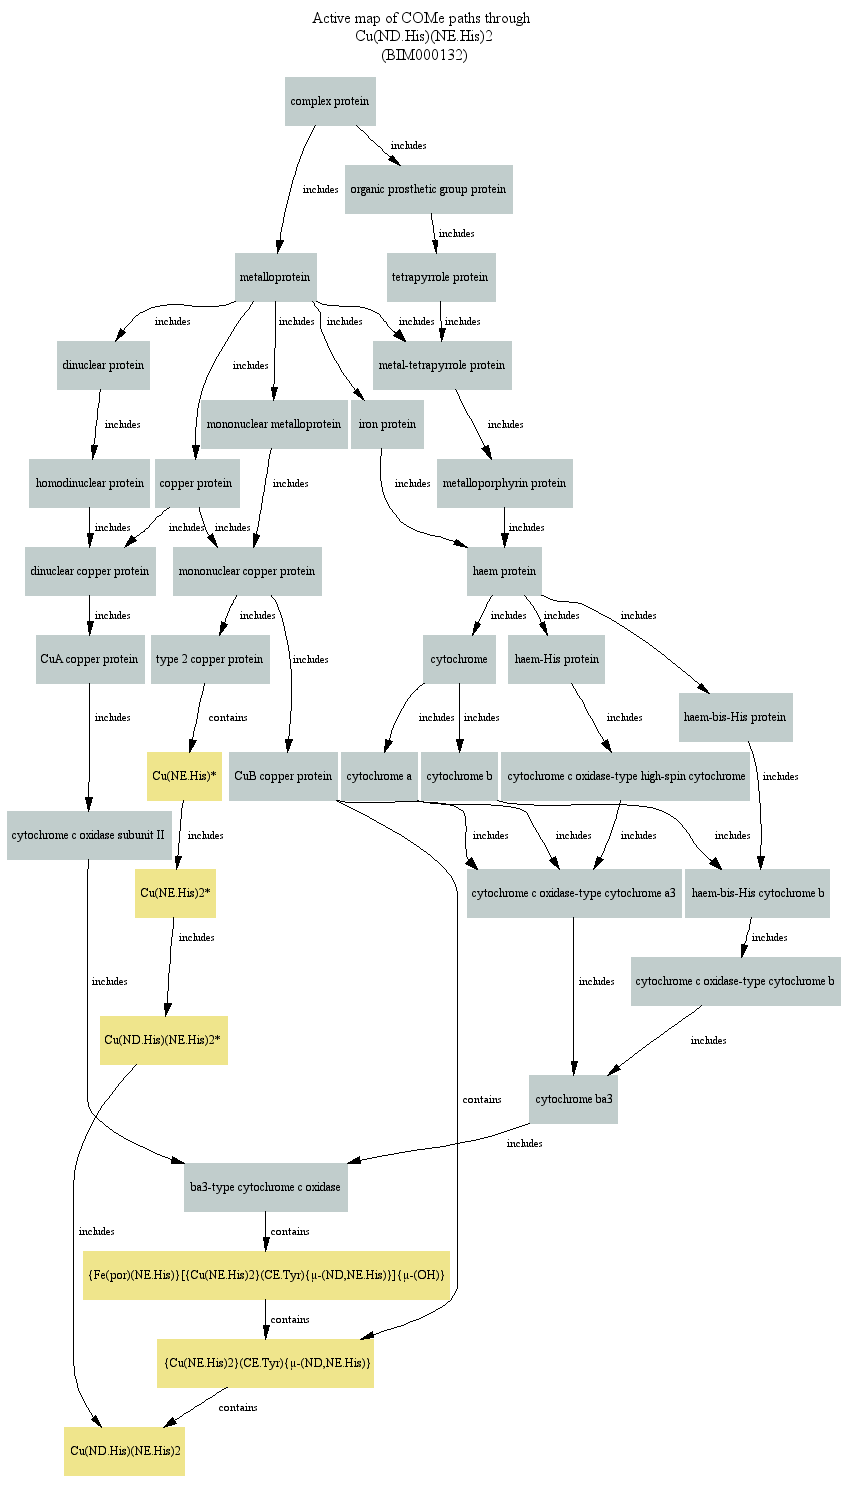 Active map of COMe paths through
Cu(ND.His)(NE.His)2
(BIM000132)
complex protein
includes
includes
organic prosthetic group protein
includes
metalloprotein
tetrapyrrole protein
includes
includes
includes
includes
includes
includes
dinuclear protein
metal-tetrapyrrole protein
mononuclear metalloprotein
iron protein
includes
includes
homodinuclear protein
copper protein
includes
includes
metalloporphyrin protein
includes
includes
includes
includes
dinuclear copper protein
mononuclear copper protein
haem protein
includes
includes
includes
includes
includes
CuA copper protein
type 2 copper protein
includes
cytochrome
haem-His protein
haem-bis-His protein
includes
contains
includes
includes
includes
Cu(NE.His)*
CuB copper protein
cytochrome a
cytochrome b
cytochrome c oxidase-type high-spin cytochrome
includes
cytochrome c oxidase subunit II
includes
includes
includes
includes
includes
Cu(NE.His)2*
cytochrome c oxidase-type cytochrome a3
haem-bis-His cytochrome b
includes
includes
includes
includes
cytochrome c oxidase-type cytochrome b
Cu(ND.His)(NE.His)2*
includes
contains
cytochrome ba3
includes
ba3-type cytochrome c oxidase
includes
contains
{Fe(por)(NE.His)}[{Cu(NE.His)2}(CE.Tyr){μ-(ND,NE.His)}]{μ-(OH)}
contains
{Cu(NE.His)2}(CE.Tyr){μ-(ND,NE.His)}
contains
Cu(ND.His)(NE.His)2